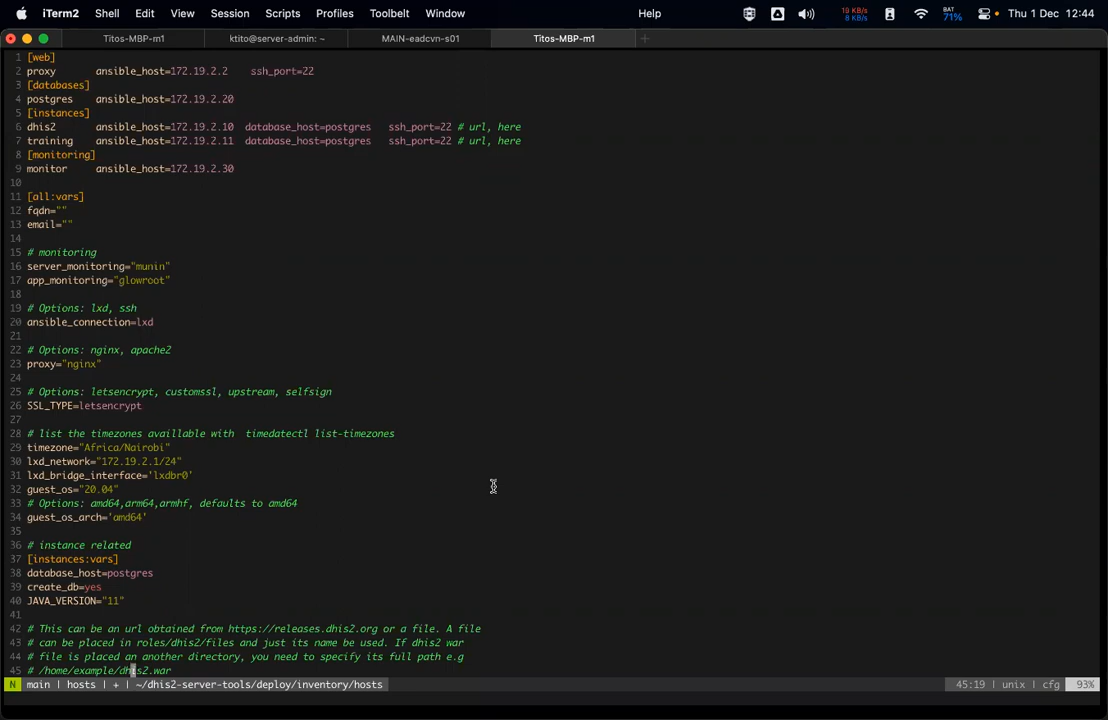 iTerm2 Shell Edit View Session Scripts Profiles Toolbelt Window Help 19 KB/s 8 KB/s BAT 71% Thu 1 Dec 12:44
Titos-MBP-m1 ktito@server-admin: ~ MAIN-eadcvn-s01 Titos-MBP-m1
1 [web]
2 proxy ansible_host=172.19.2.2 ssh_port=22
3 [databases]
4 postgres ansible_host=172.19.2.20
5 [instances]
6 dhis2 ansible_host=172.19.2.10 database_host=postgres ssh_port=22 # url, here
7 training ansible_host=172.19.2.11 database_host=postgres ssh_port=22 # url, here
8 [monitoring]
9 monitor ansible_host=172.19.2.30
10
11 [all:vars]
12 fqdn=""
13 email=""
14
15 # monitoring
16 server_monitoring="munin"
17 app_monitoring="glowroot"
18
19 # Options: lxd, ssh
20 ansible_connection=lxd
21
22 # Options: nginx, apache2
23 proxy="nginx"
24
25 # Options: letsencrypt, customssl, upstream, selfsign
26 SSL_TYPE=letsencrypt
27
28 # list the timezones availlable with timedatectl list-timezones
29 timezone="Africa/Nairobi"
30 lxd_network="172.19.2.1/24"
31 lxd_bridge_interface='lxdbr0'
32 guest_os="20.04"
33 # Options: amd64,arm64,armhf, defaults to amd64
34 guest_os_arch='amd64'
35
36 # instance related
37 [instances:vars]
38 database_host=postgres
39 create_db=yes
40 JAVA_VERSION="11"
41
42 # This can be an url obtained from https://releases.dhis2.org or a file. A file
43 # can be placed in roles/dhis2/files and just its name be used. If dhis2 war
44 # file is placed an another directory, you need to specify its full path e.g
45 # /home/example/dhis2.war
N main | hosts | + | ~/dhis2-server-tools/deploy/inventory/hosts 45:19 | unix | cfg 93%